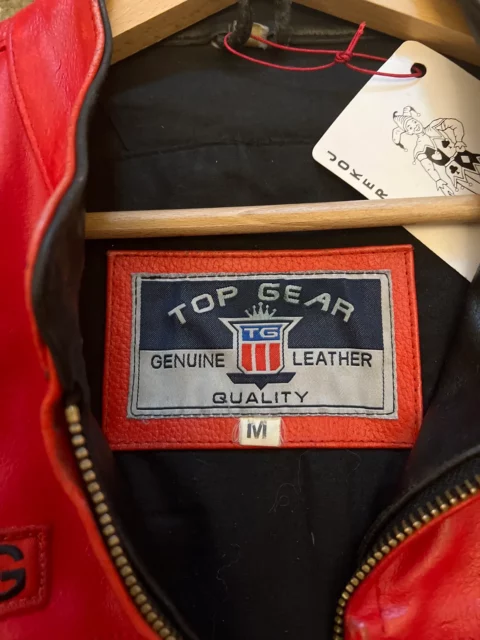 JOKER
TOP GEAR
TG
GENUINE LEATHER
QUALITY
M
G